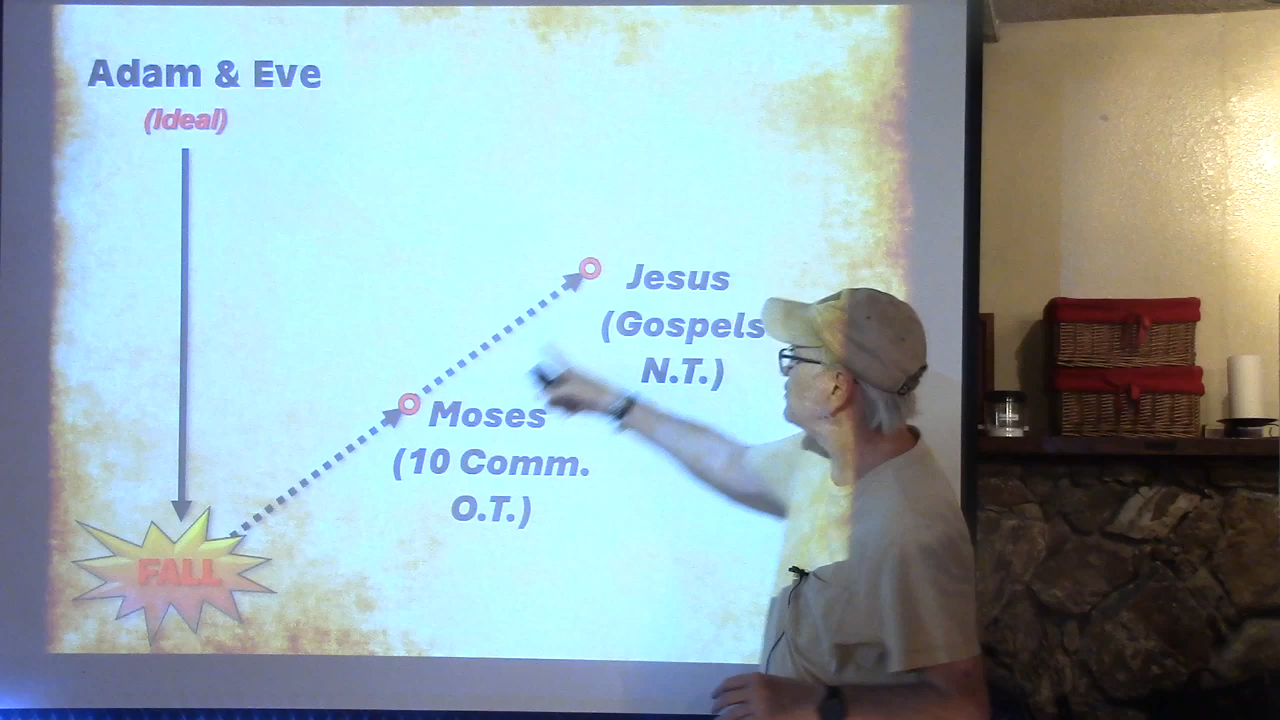 Adam & Eve
(Ideal)
Jesus
(Gospels
N.T.)
Moses
(10 Comm.
O.T.)
FALL